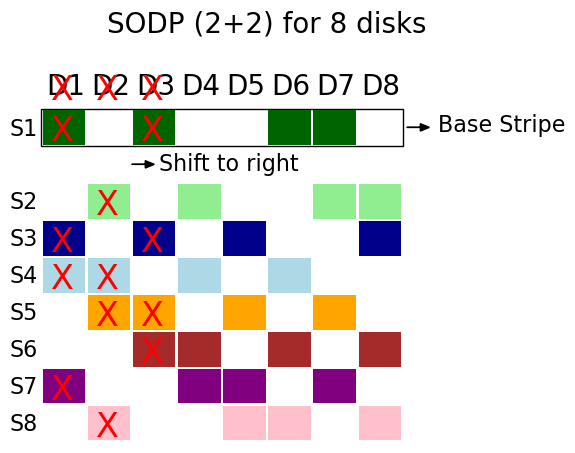 SODP (2+2) for 8 disks
D1 D2 D3 D4 D5 D6 D7 D8
X X X
S1 X X Base Stripe
Shift to right
S2 X
S3 X X
S4 X X
S5 X X
S6 X
S7 X
S8 X